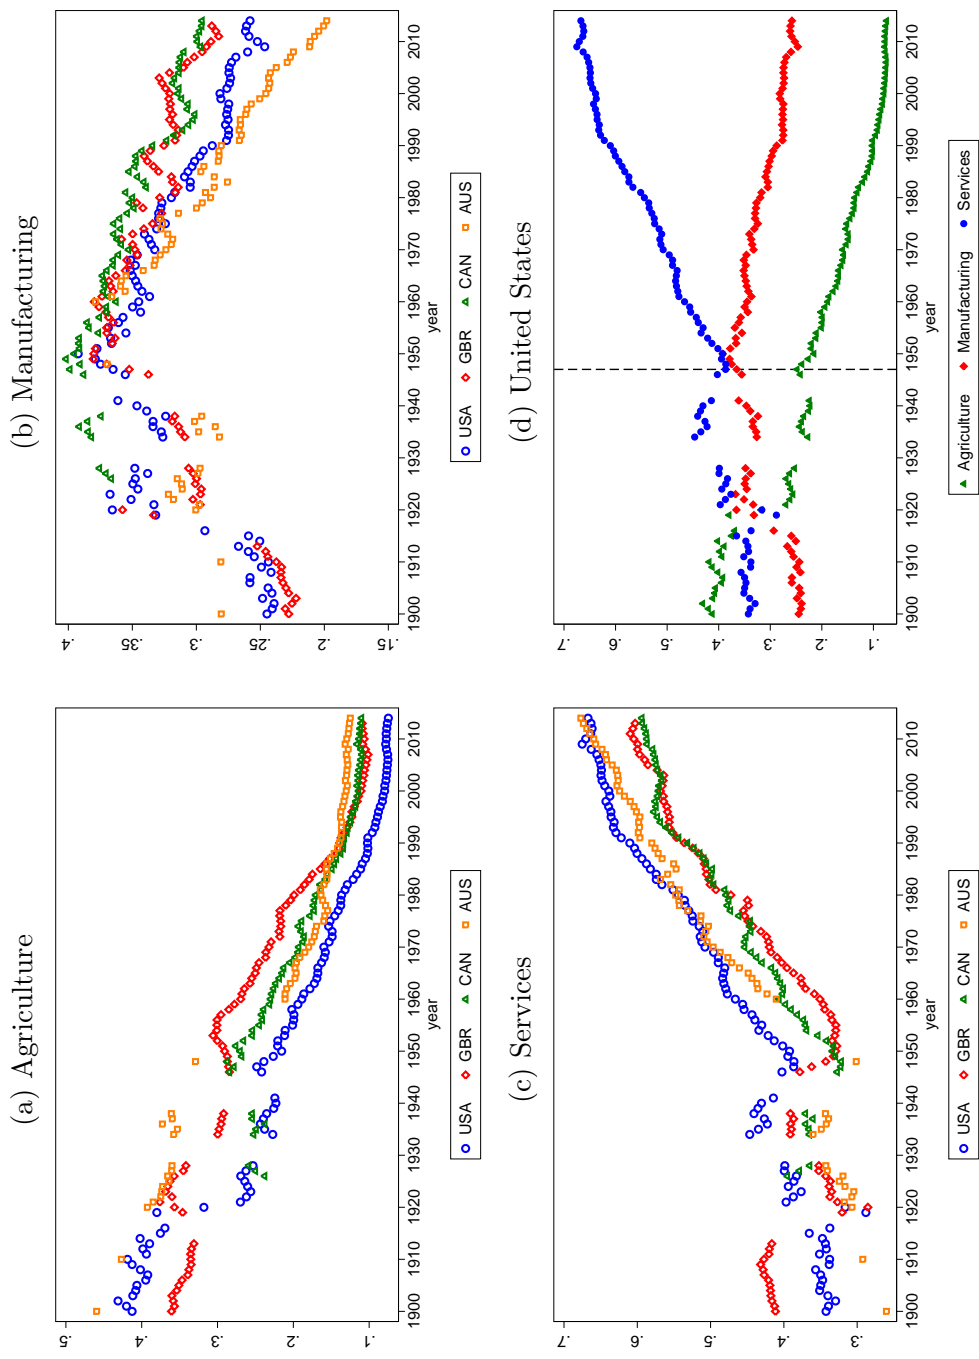 (a) Agriculture
.5
.4
.3
.2
.1
1900 1910 1920 1930 1940 1950 1960 1970 1980 1990 2000 2010
year
USA GBR CAN AUS
(b) Manufacturing
.4
.35
.3
.25
.2
.15
1900 1910 1920 1930 1940 1950 1960 1970 1980 1990 2000 2010
year
USA GBR CAN AUS
(c) Services
.7
.6
.5
.4
.3
1900 1910 1920 1930 1940 1950 1960 1970 1980 1990 2000 2010
year
USA GBR CAN AUS
(d) United States
.7
.6
.5
.4
.3
.2
.1
1900 1910 1920 1930 1940 1950 1960 1970 1980 1990 2000 2010
year
Agriculture Manufacturing Services